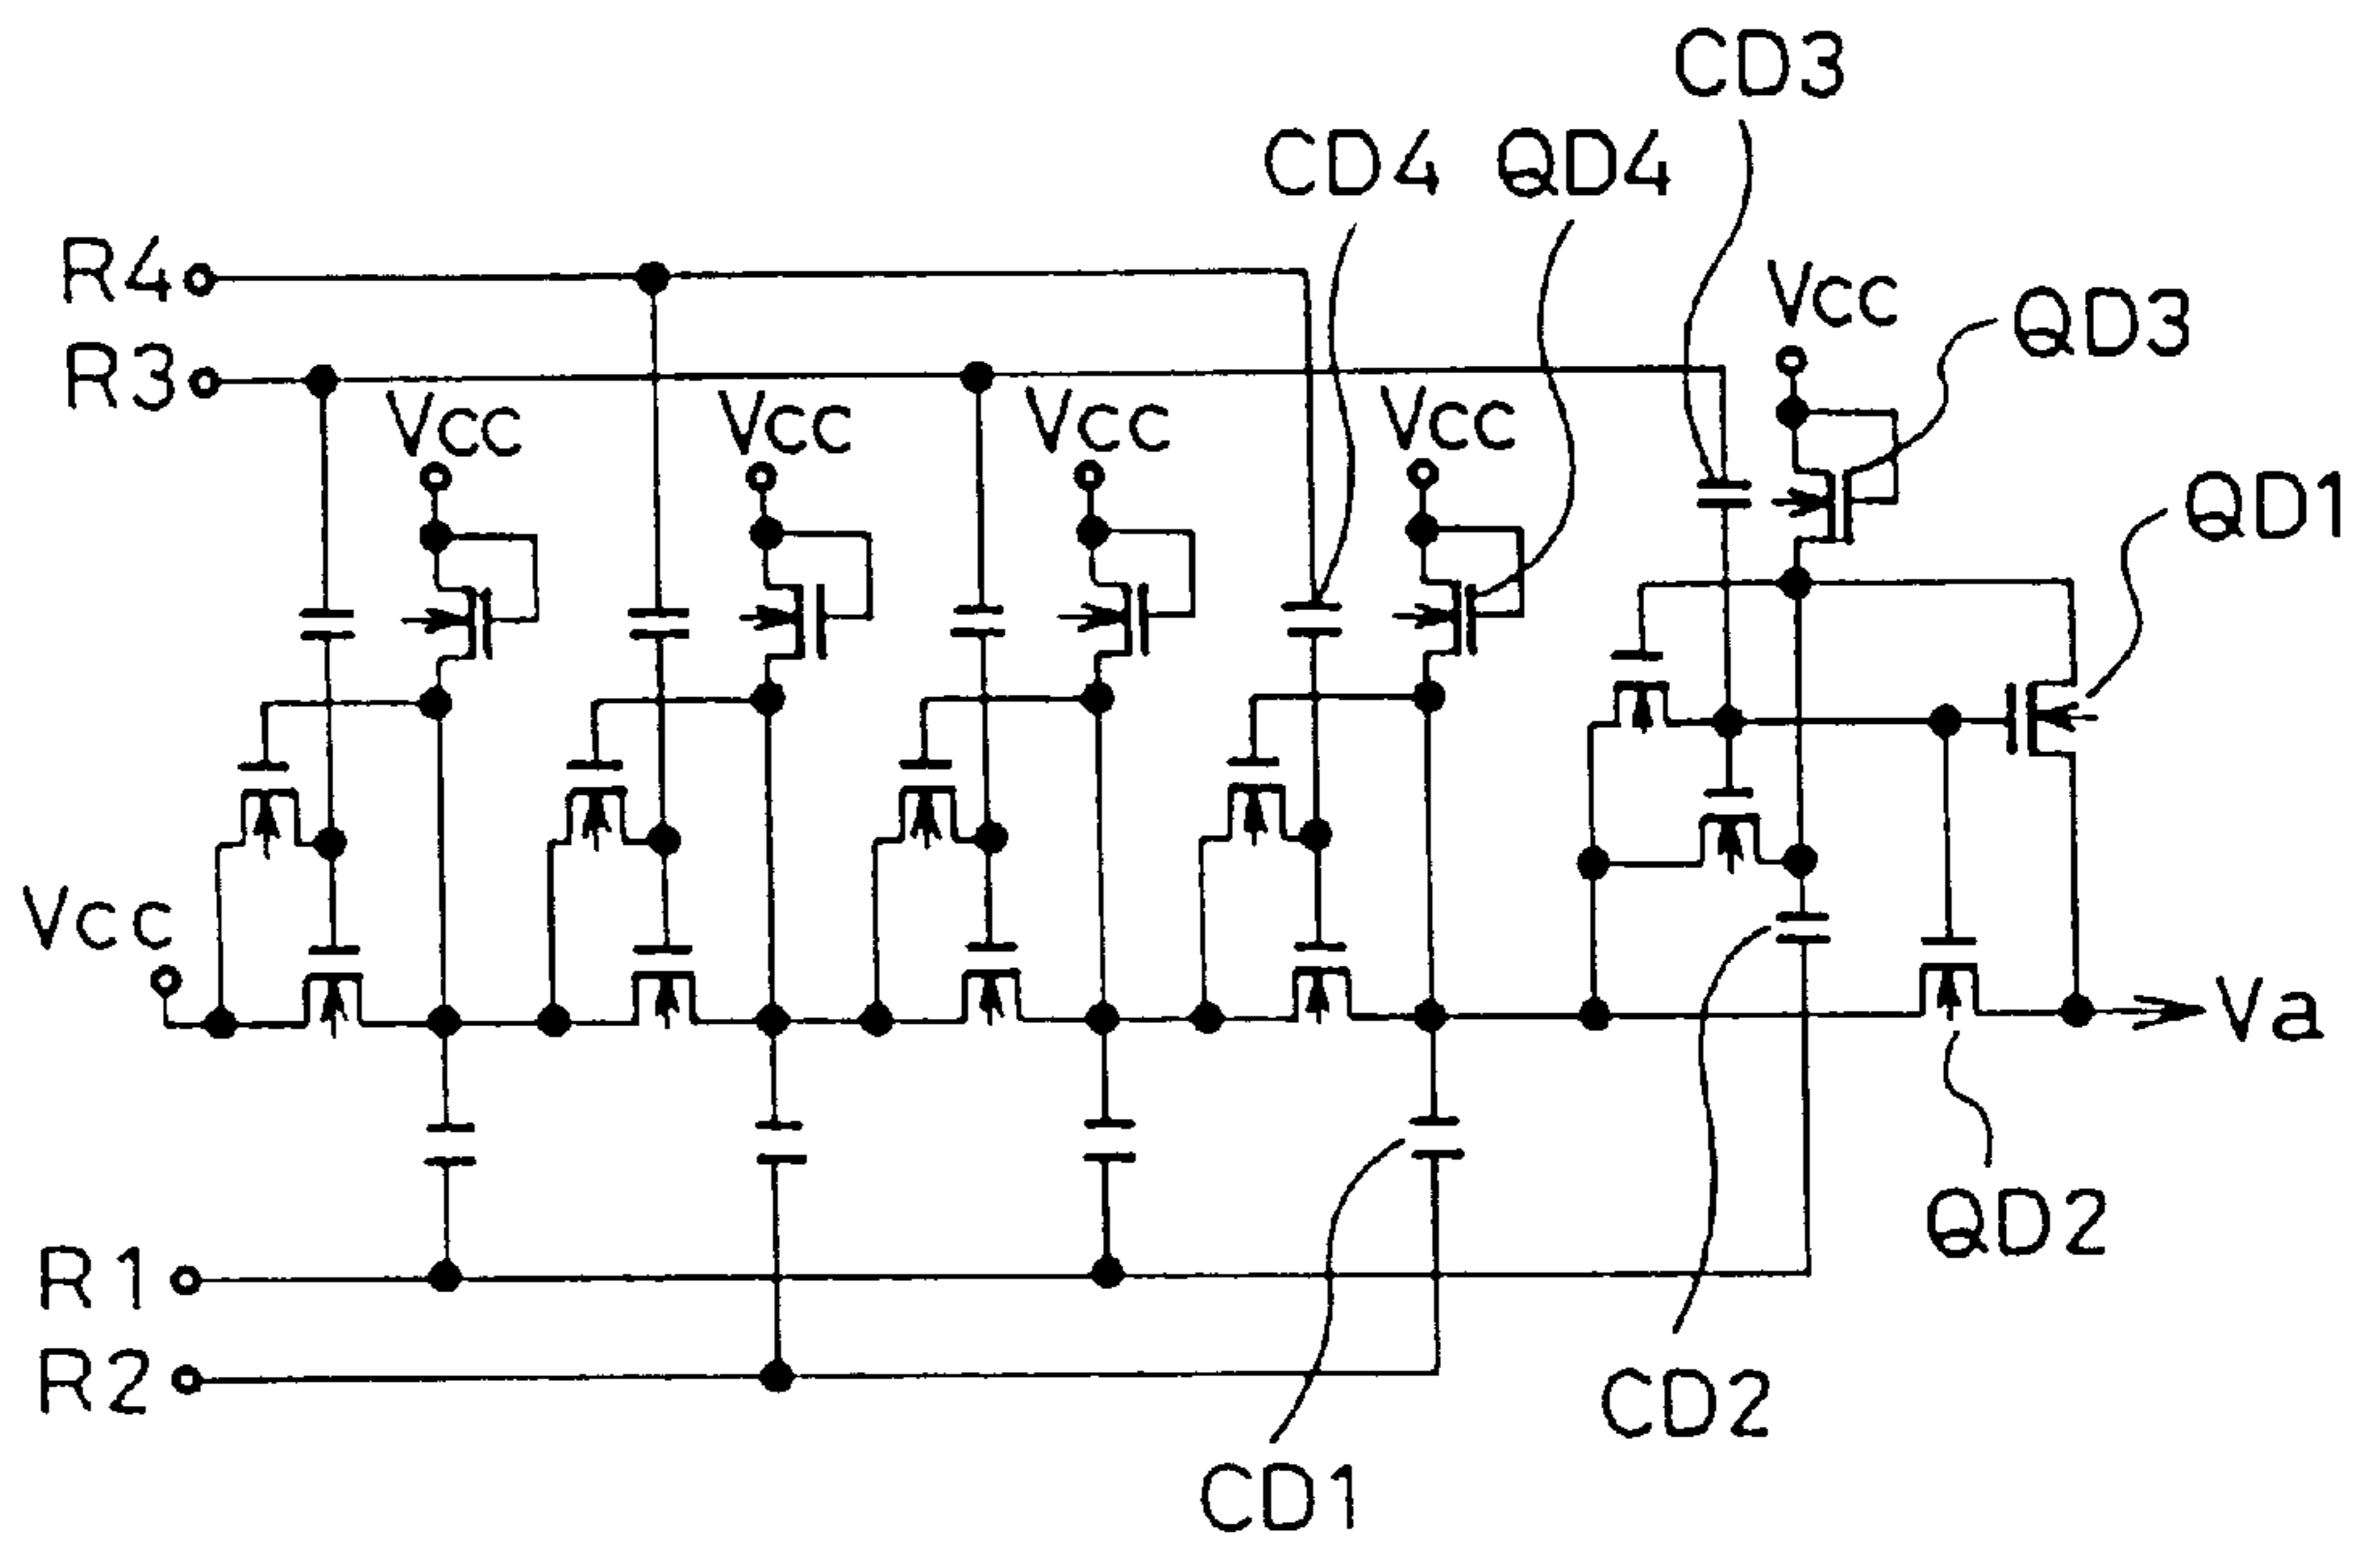 CD3
CD4 QD4
R4
Vcc
QD3
R3
Vcc Vcc Vcc Vcc
QD1
Vcc
Va
QD2
R1
R2
CD2
CD1